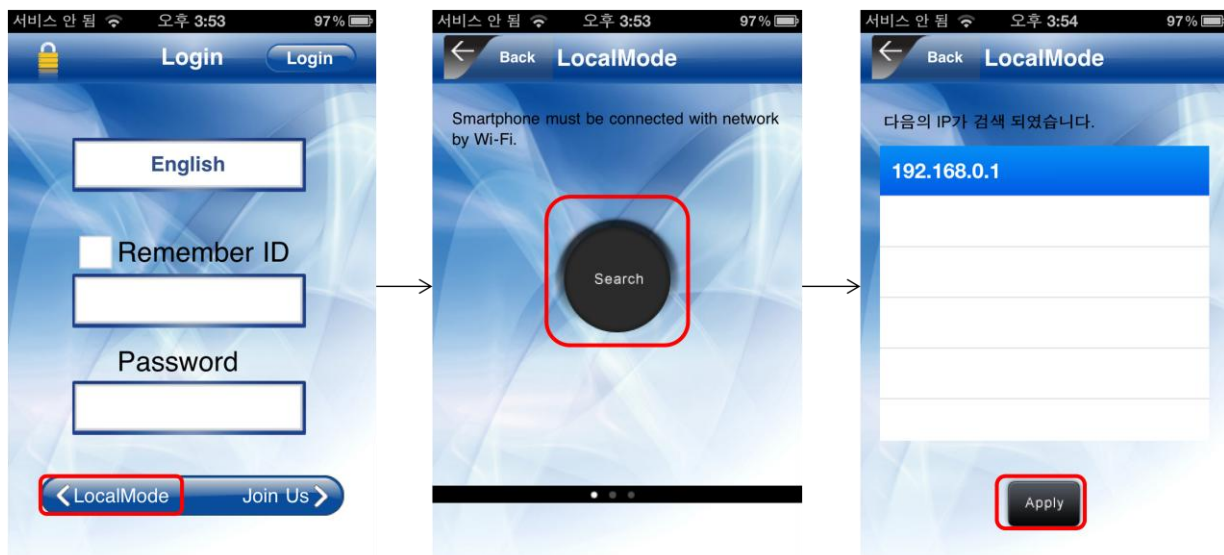 서비스 안 됨 오후 3:53 97%
Login Login
English
Remember ID
Password
LocalMode Join Us
서비스 안 됨 오후 3:53 97%
Back LocalMode
Smartphone must be connected with network
by Wi-Fi.
Search
서비스 안 됨 오후 3:54 97%
Back LocalMode
다음의 IP가 검색 되였습니다.
192.168.0.1
Apply